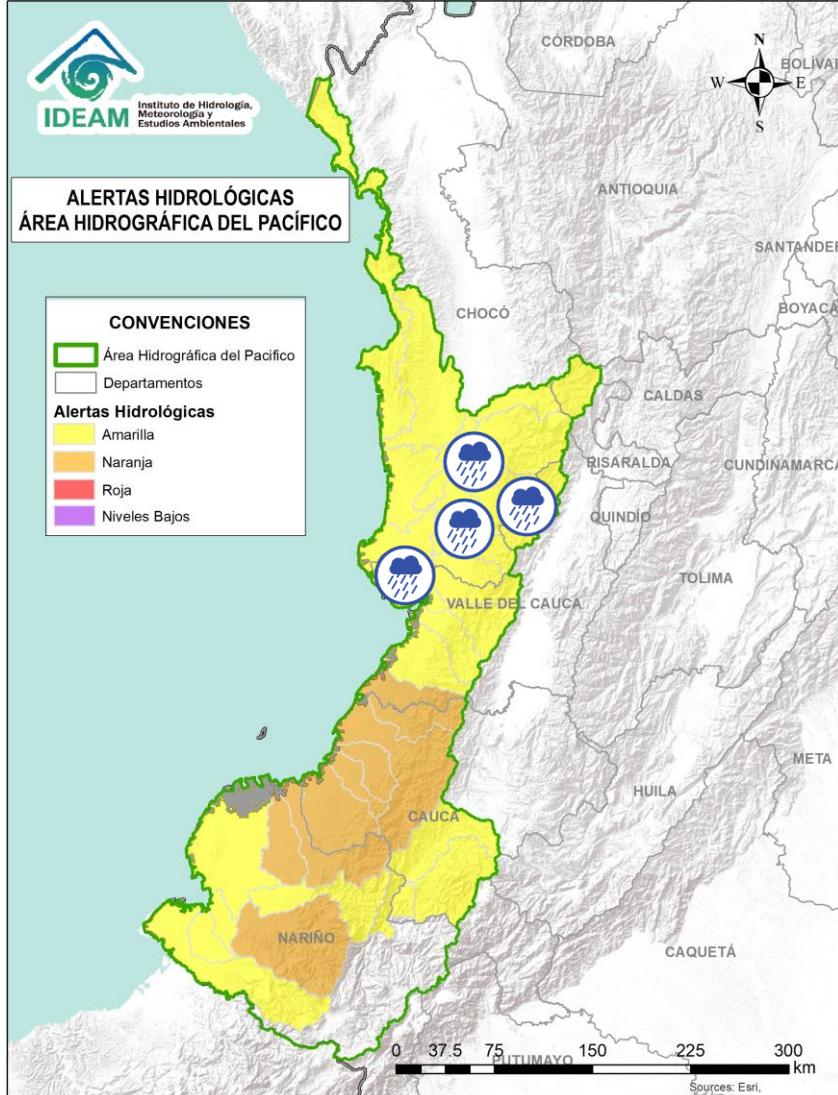 IDEAM
Instituto de Hidrología,
Meteorología y
Estudios Ambientales
ALERTAS HIDROLÓGICAS
ÁREA HIDROGRÁFICA DEL PACÍFICO
CONVENCIONES
Área Hidrográfica del Pacifico
Departamentos
Alertas Hidrológicas
Amarilla
Naranja
Roja
Niveles Bajos
N
W
E
S
CÓRDOBA
BOLÍVAR
ANTIOQUIA
SANTANDER
BOYACÁ
CHOCÓ
CALDAS
RISARALDA
CUNDINAMARCA
QUINDÍO
TOLIMA
VALLE DEL CAUCA
META
HUILA
CAUCA
NARIÑO
CAQUETÁ
PUTUMAYO
0 37.5 75 150 225 300
km
Sources: Esri,